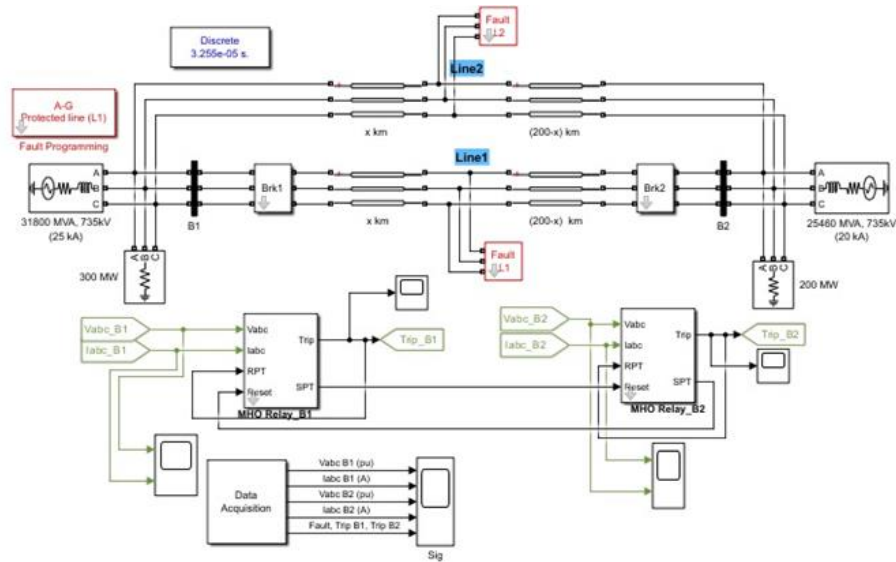 Fault
L2
Discrete
3.255e-05 s.
Line2
A-G
Protected line (L1)
Fault Programming
x km
(200-x) km
Line1
A
B
C
31800 MVA, 735kV
(25 kA)
B1
Brk1
x km
(200-x) km
Brk2
B2
A
B
C
25460 MVA, 735kV
(20 kA)
Fault
L1
A
B
C
300 MW
A
B
C
200 MW
Vabc_B1
Iabc_B1
Vabc
Iabc
RPT
Reset
Trip
SPT
Trip_B1
MHO Relay_B1
Vabc_B2
Iabc_B2
Vabc
Iabc
RPT
Reset
Trip
SPT
Trip_B2
MHO Relay_B2
Data
Acquisition
Vabc B1 (pu)
Iabc B1 (A)
Vabc B2 (pu)
Iabc B2 (A)
Fault, Trip B1, Trip B2
Sig